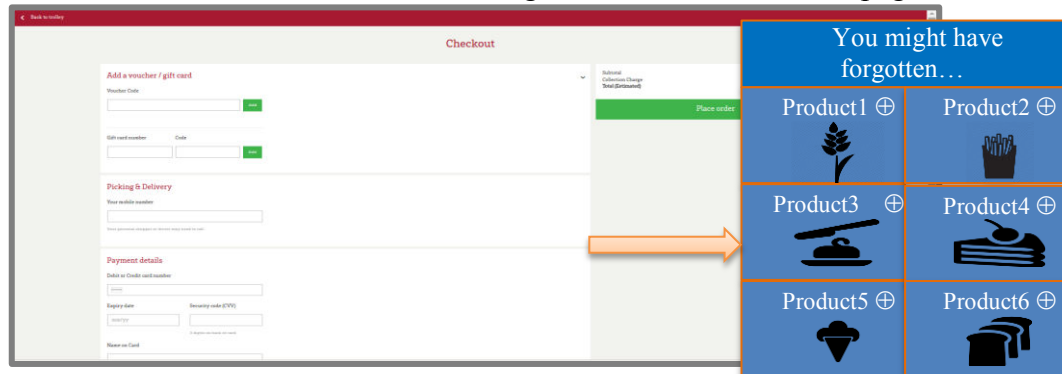 Back to trolley
Checkout
Add a voucher / gift card
Voucher Code
Gift card number Code
Picking & Delivery
Your mobile number
Payment details
Debit or Credit card number
Expiry date Security code (CVV)
Name on Card
Subtotal
Collection Charge
Total (Estimated)
Place order
You might have
forgotten…
Product1 ⊕ Product2 ⊕
Product3 ⊕ Product4 ⊕
Product5 ⊕ Product6 ⊕